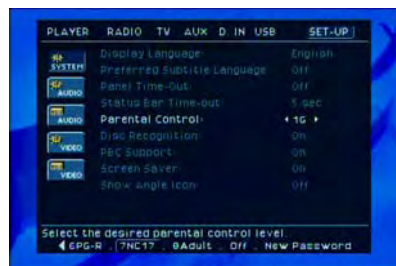 PLAYER RADIO TV AUX D. IN USB SET-UP
SYSTEM
AUDIO
AUDIO
VIDEO
VIDEO
Display Language: English
Preferred Subtitle Language Off
Panel Time-Out: Off
Status Bar Time-out 5 sec
Parental Control: 1G
Disc Recognition: On
PBC Support: On
Screen Saver: On
Show Angle Icon: Off
Select the desired parental control level.
6PG-R . 7NC17 . 8Adult . Off . New Password